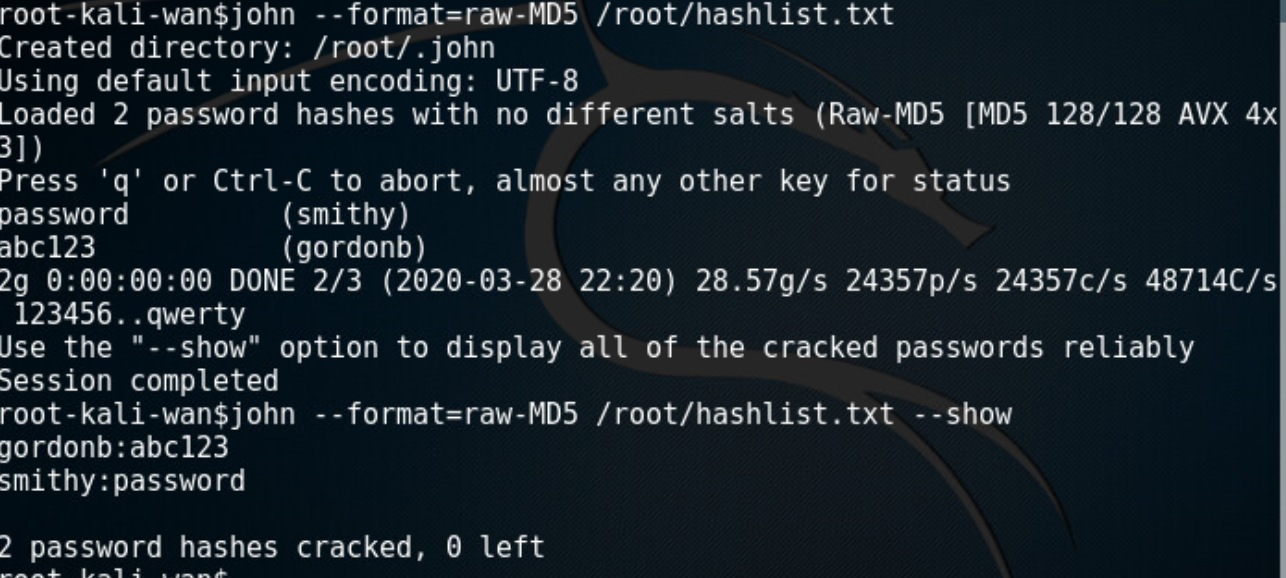 root-kali-wan$john --format=raw-MD5 /root/hashlist.txt
Created directory: /root/.john
Using default input encoding: UTF-8
Loaded 2 password hashes with no different salts (Raw-MD5 [MD5 128/128 AVX 4x
3])
Press 'q' or Ctrl-C to abort, almost any other key for status
password         (smithy)
abc123           (gordonb)
2g 0:00:00:00 DONE 2/3 (2020-03-28 22:20) 28.57g/s 24357p/s 24357c/s 48714C/s
 123456..qwerty
Use the "--show" option to display all of the cracked passwords reliably
Session completed
root-kali-wan$john --format=raw-MD5 /root/hashlist.txt --show
gordonb:abc123
smithy:password

2 password hashes cracked, 0 left
root-kali-wan$